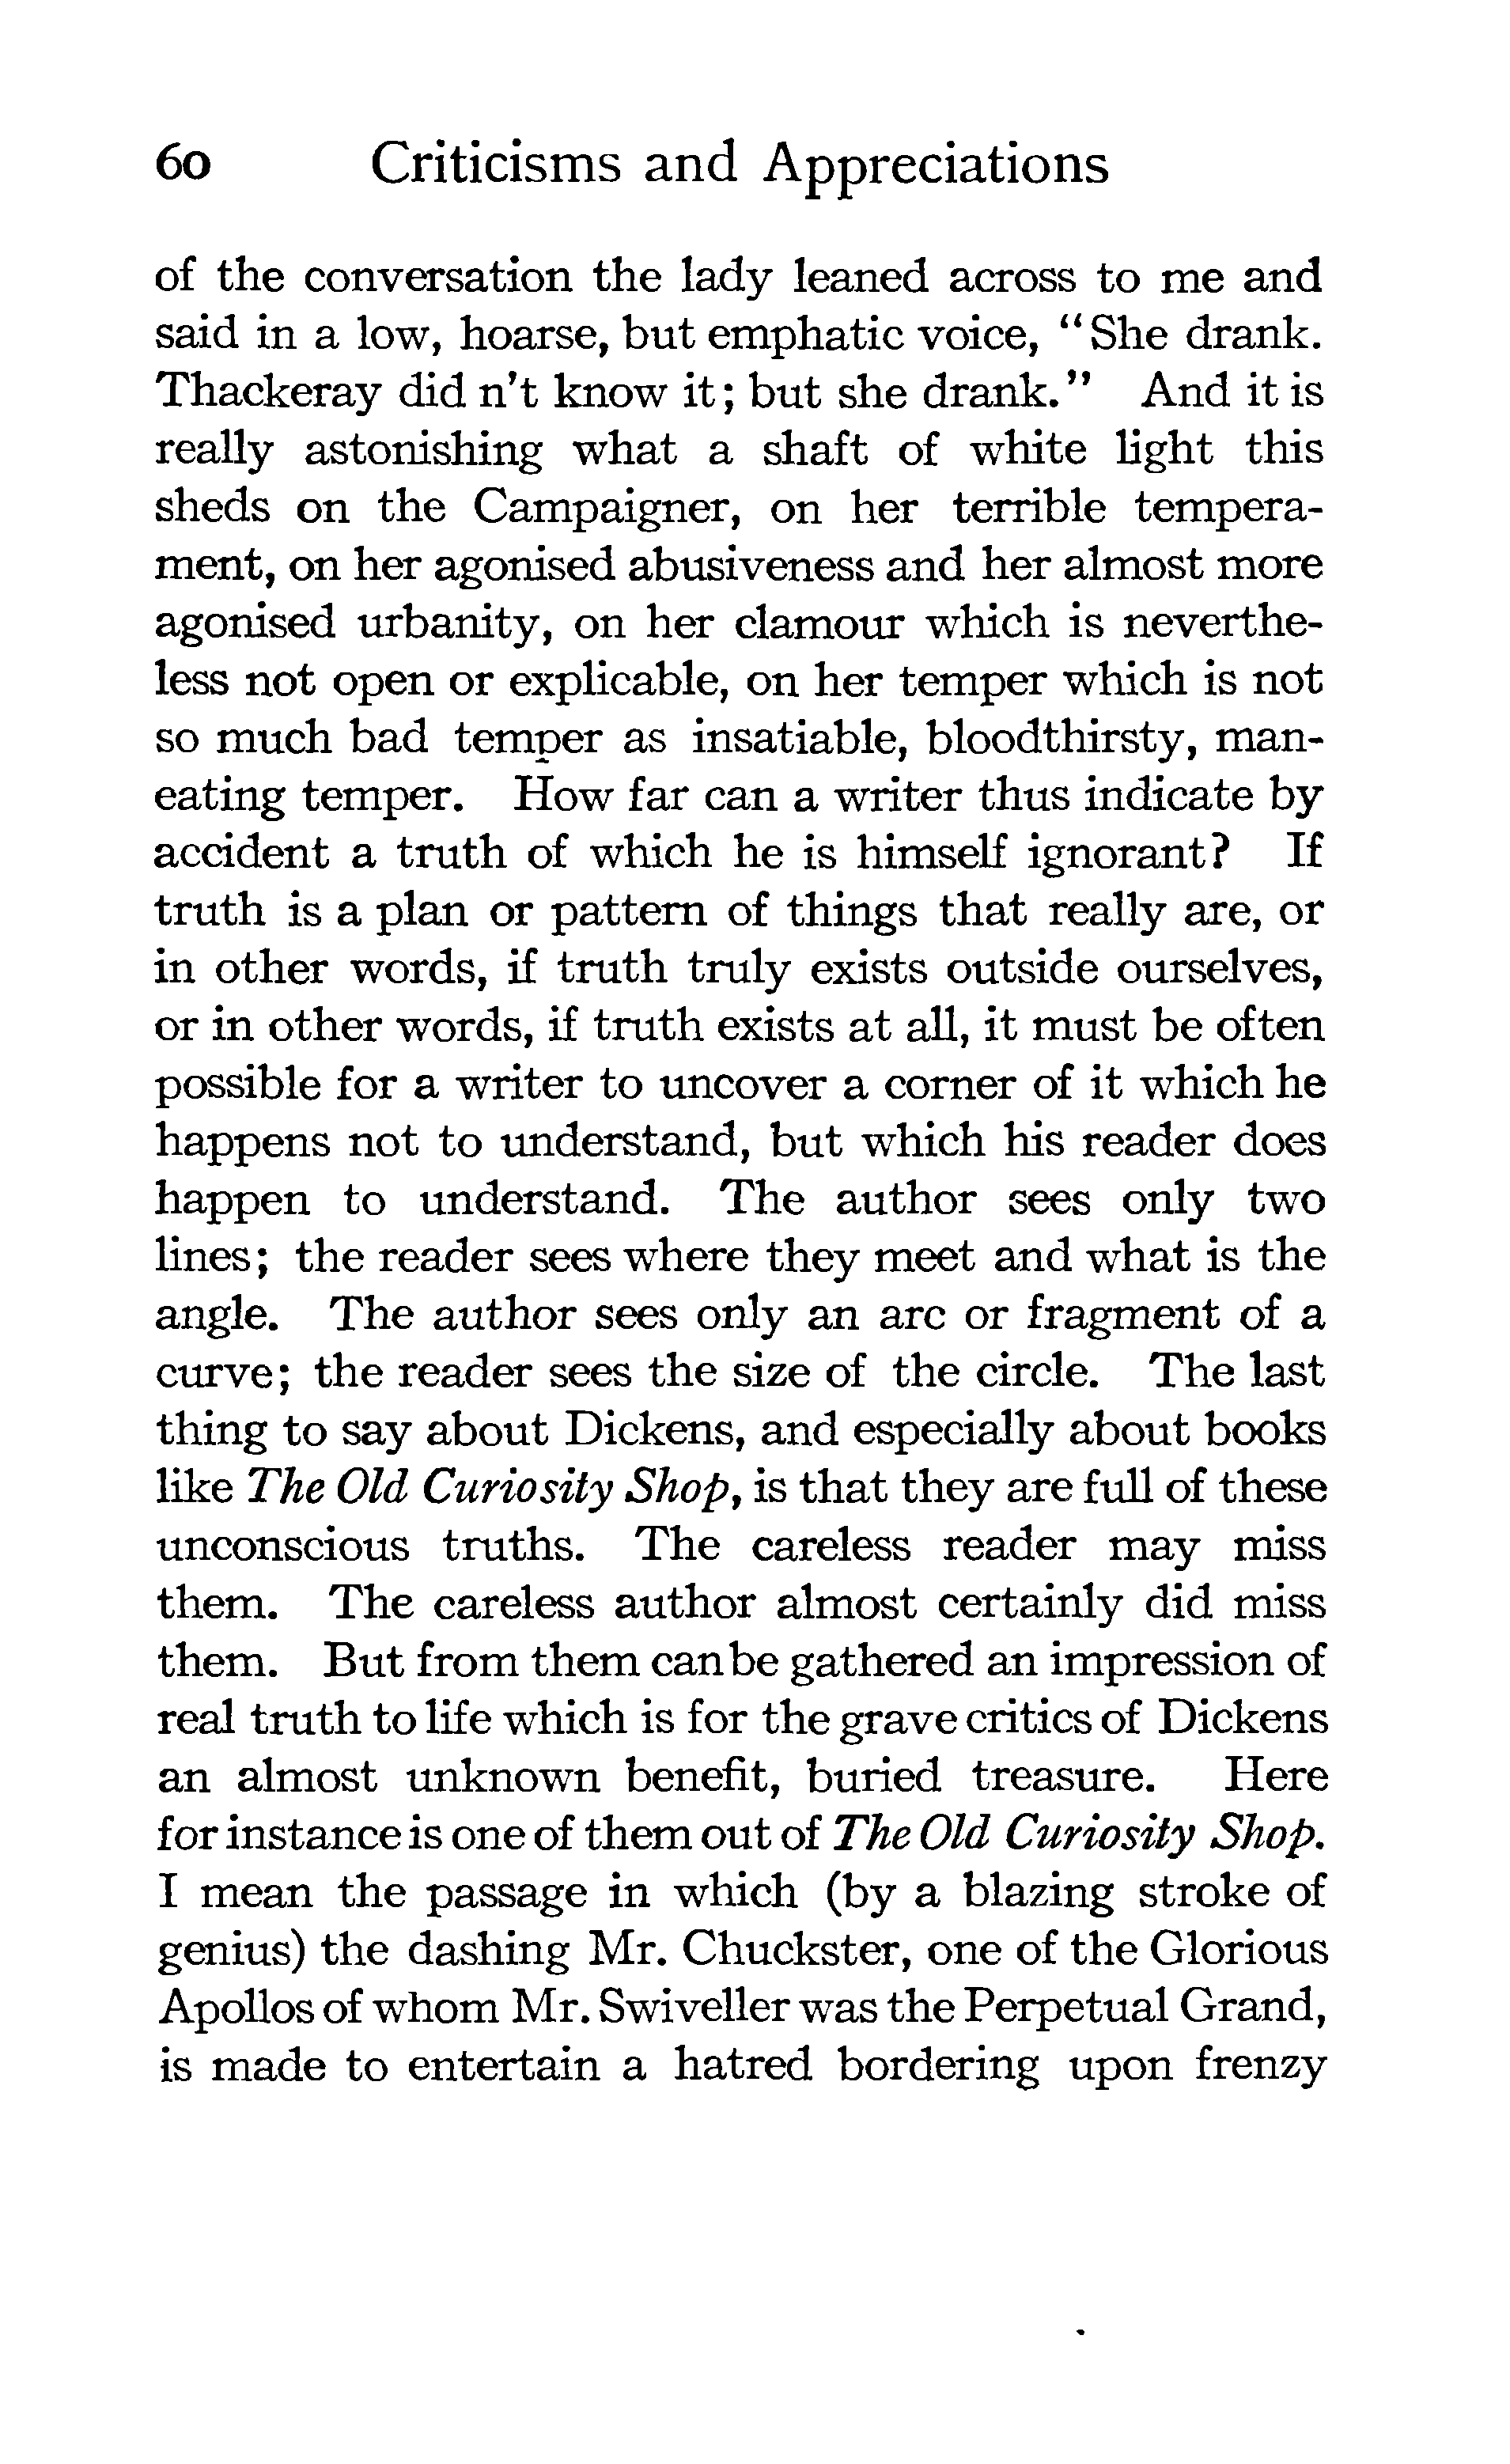 60 Criticisms and Appreciations
of the conversation the lady leaned across to me and
said in a low, hoarse, but emphatic voice, “She drank.
Thackeray did n't know it; but she drank.” And it is
really astonishing what a shaft of white light this
sheds on the Campaigner, on her terrible tempera-
ment, on her agonised abusiveness and her almost more
agonised urbanity, on her clamour which is neverthe-
less not open or explicable, on her temper which is not
so much bad temper as insatiable, bloodthirsty, man-
eating temper. How far can a writer thus indicate by
accident a truth of which he is himself ignorant? If
truth is a plan or pattern of things that really are, or
in other words, if truth truly exists outside ourselves,
or in other words, if truth exists at all, it must be often
possible for a writer to uncover a corner of it which he
happens not to understand, but which his reader does
happen to understand. The author sees only two
lines; the reader sees where they meet and what is the
angle. The author sees only an arc or fragment of a
curve; the reader sees the size of the circle. The last
thing to say about Dickens, and especially about books
like The Old Curiosity Shop, is that they are full of these
unconscious truths. The careless reader may miss
them. The careless author almost certainly did miss
them. But from them can be gathered an impression of
real truth to life which is for the grave critics of Dickens
an almost unknown benefit, buried treasure. Here
for instance is one of them out of The Old Curiosity Shop.
I mean the passage in which (by a blazing stroke of
genius) the dashing Mr. Chuckster, one of the Glorious
Apollos of whom Mr. Swiveller was the Perpetual Grand,
is made to entertain a hatred bordering upon frenzy